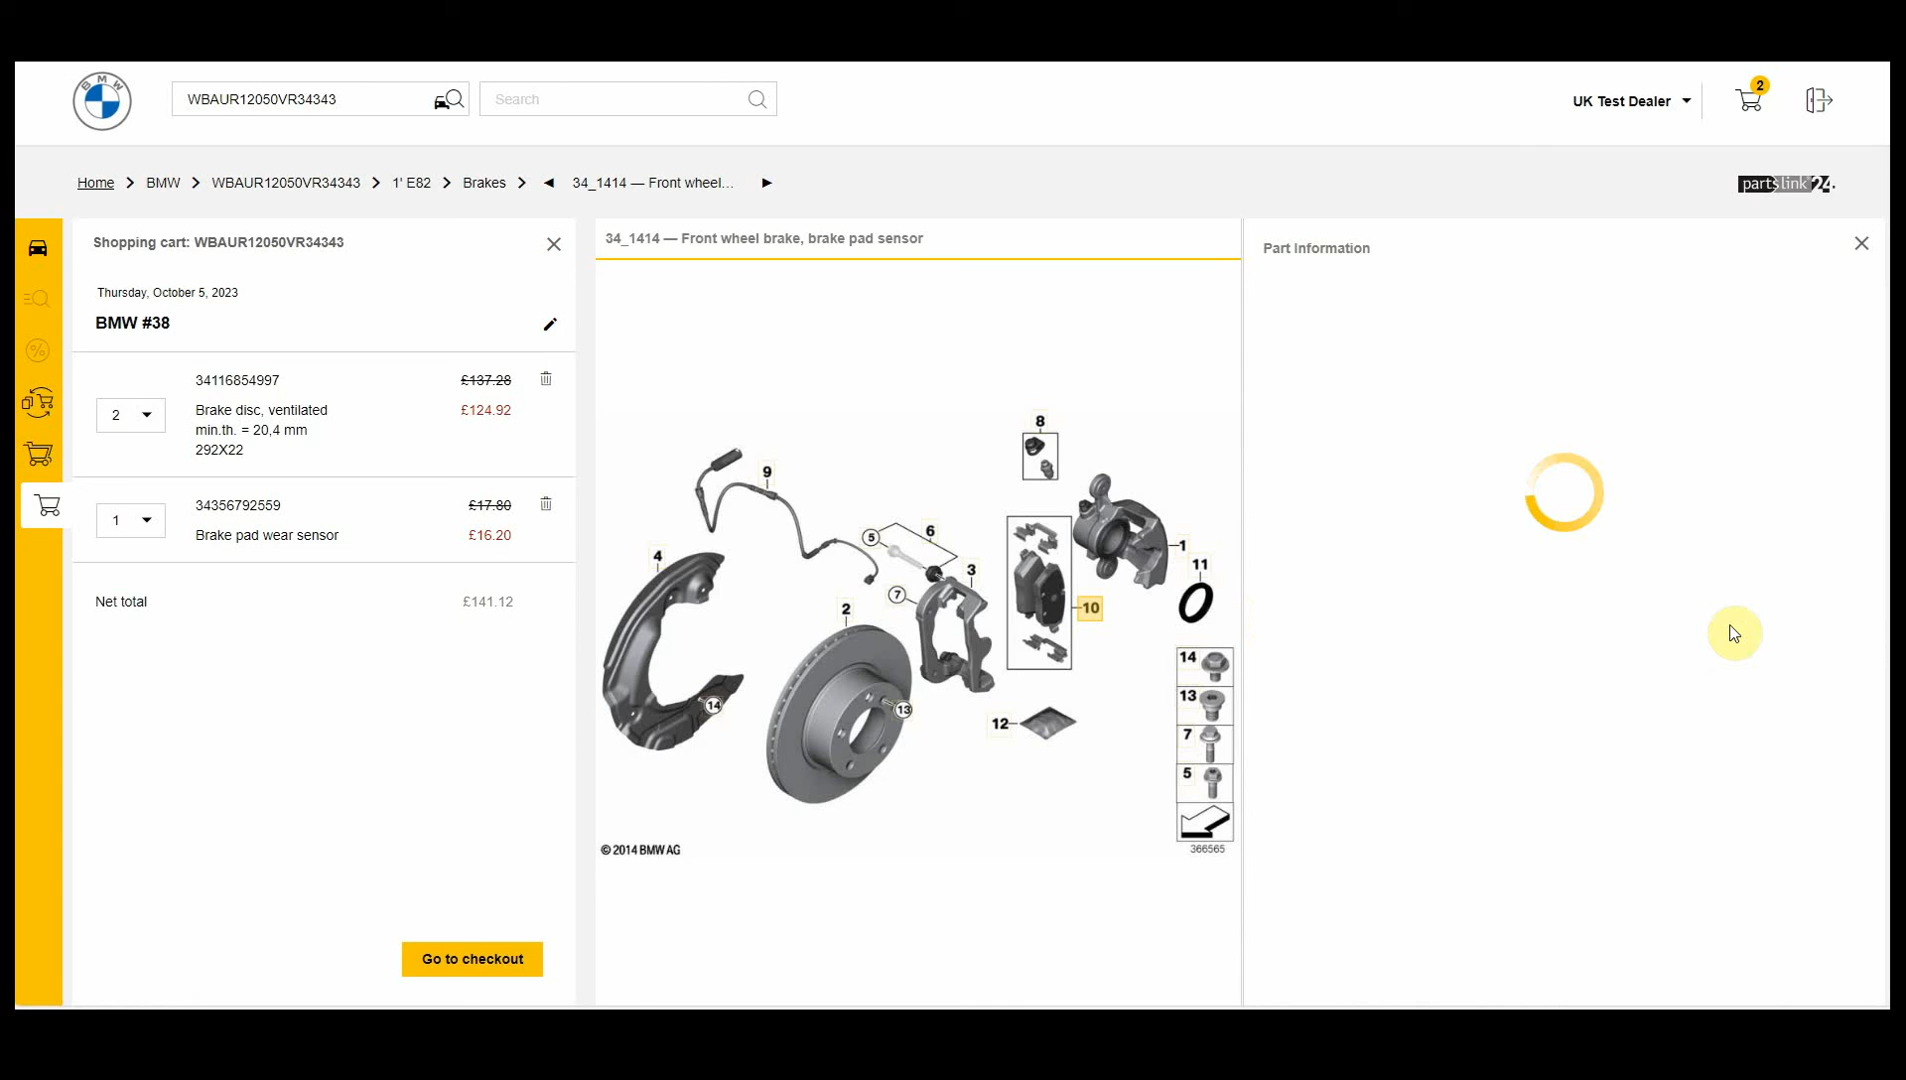 BMW
WBAUR12050VR34343
Search
UK Test Dealer
2
Home
BMW
WBAUR12050VR34343
1' E82
Brakes
34_1414 — Front wheel...
partslink24.
Shopping cart: WBAUR12050VR34343
Thursday, October 5, 2023
BMW #38
2
34116854997
£137.28
Brake disc, ventilated
£124.92
min.th. = 20,4 mm
292X22
1
34356792559
£17.80
Brake pad wear sensor
£16.20
Net total
£141.12
Go to checkout
34_1414 — Front wheel brake, brake pad sensor
8
9
6
5
1
4
3
11
7
2
10
14
13
12
14
13
7
5
© 2014 BMW AG
366565
Part Information
%